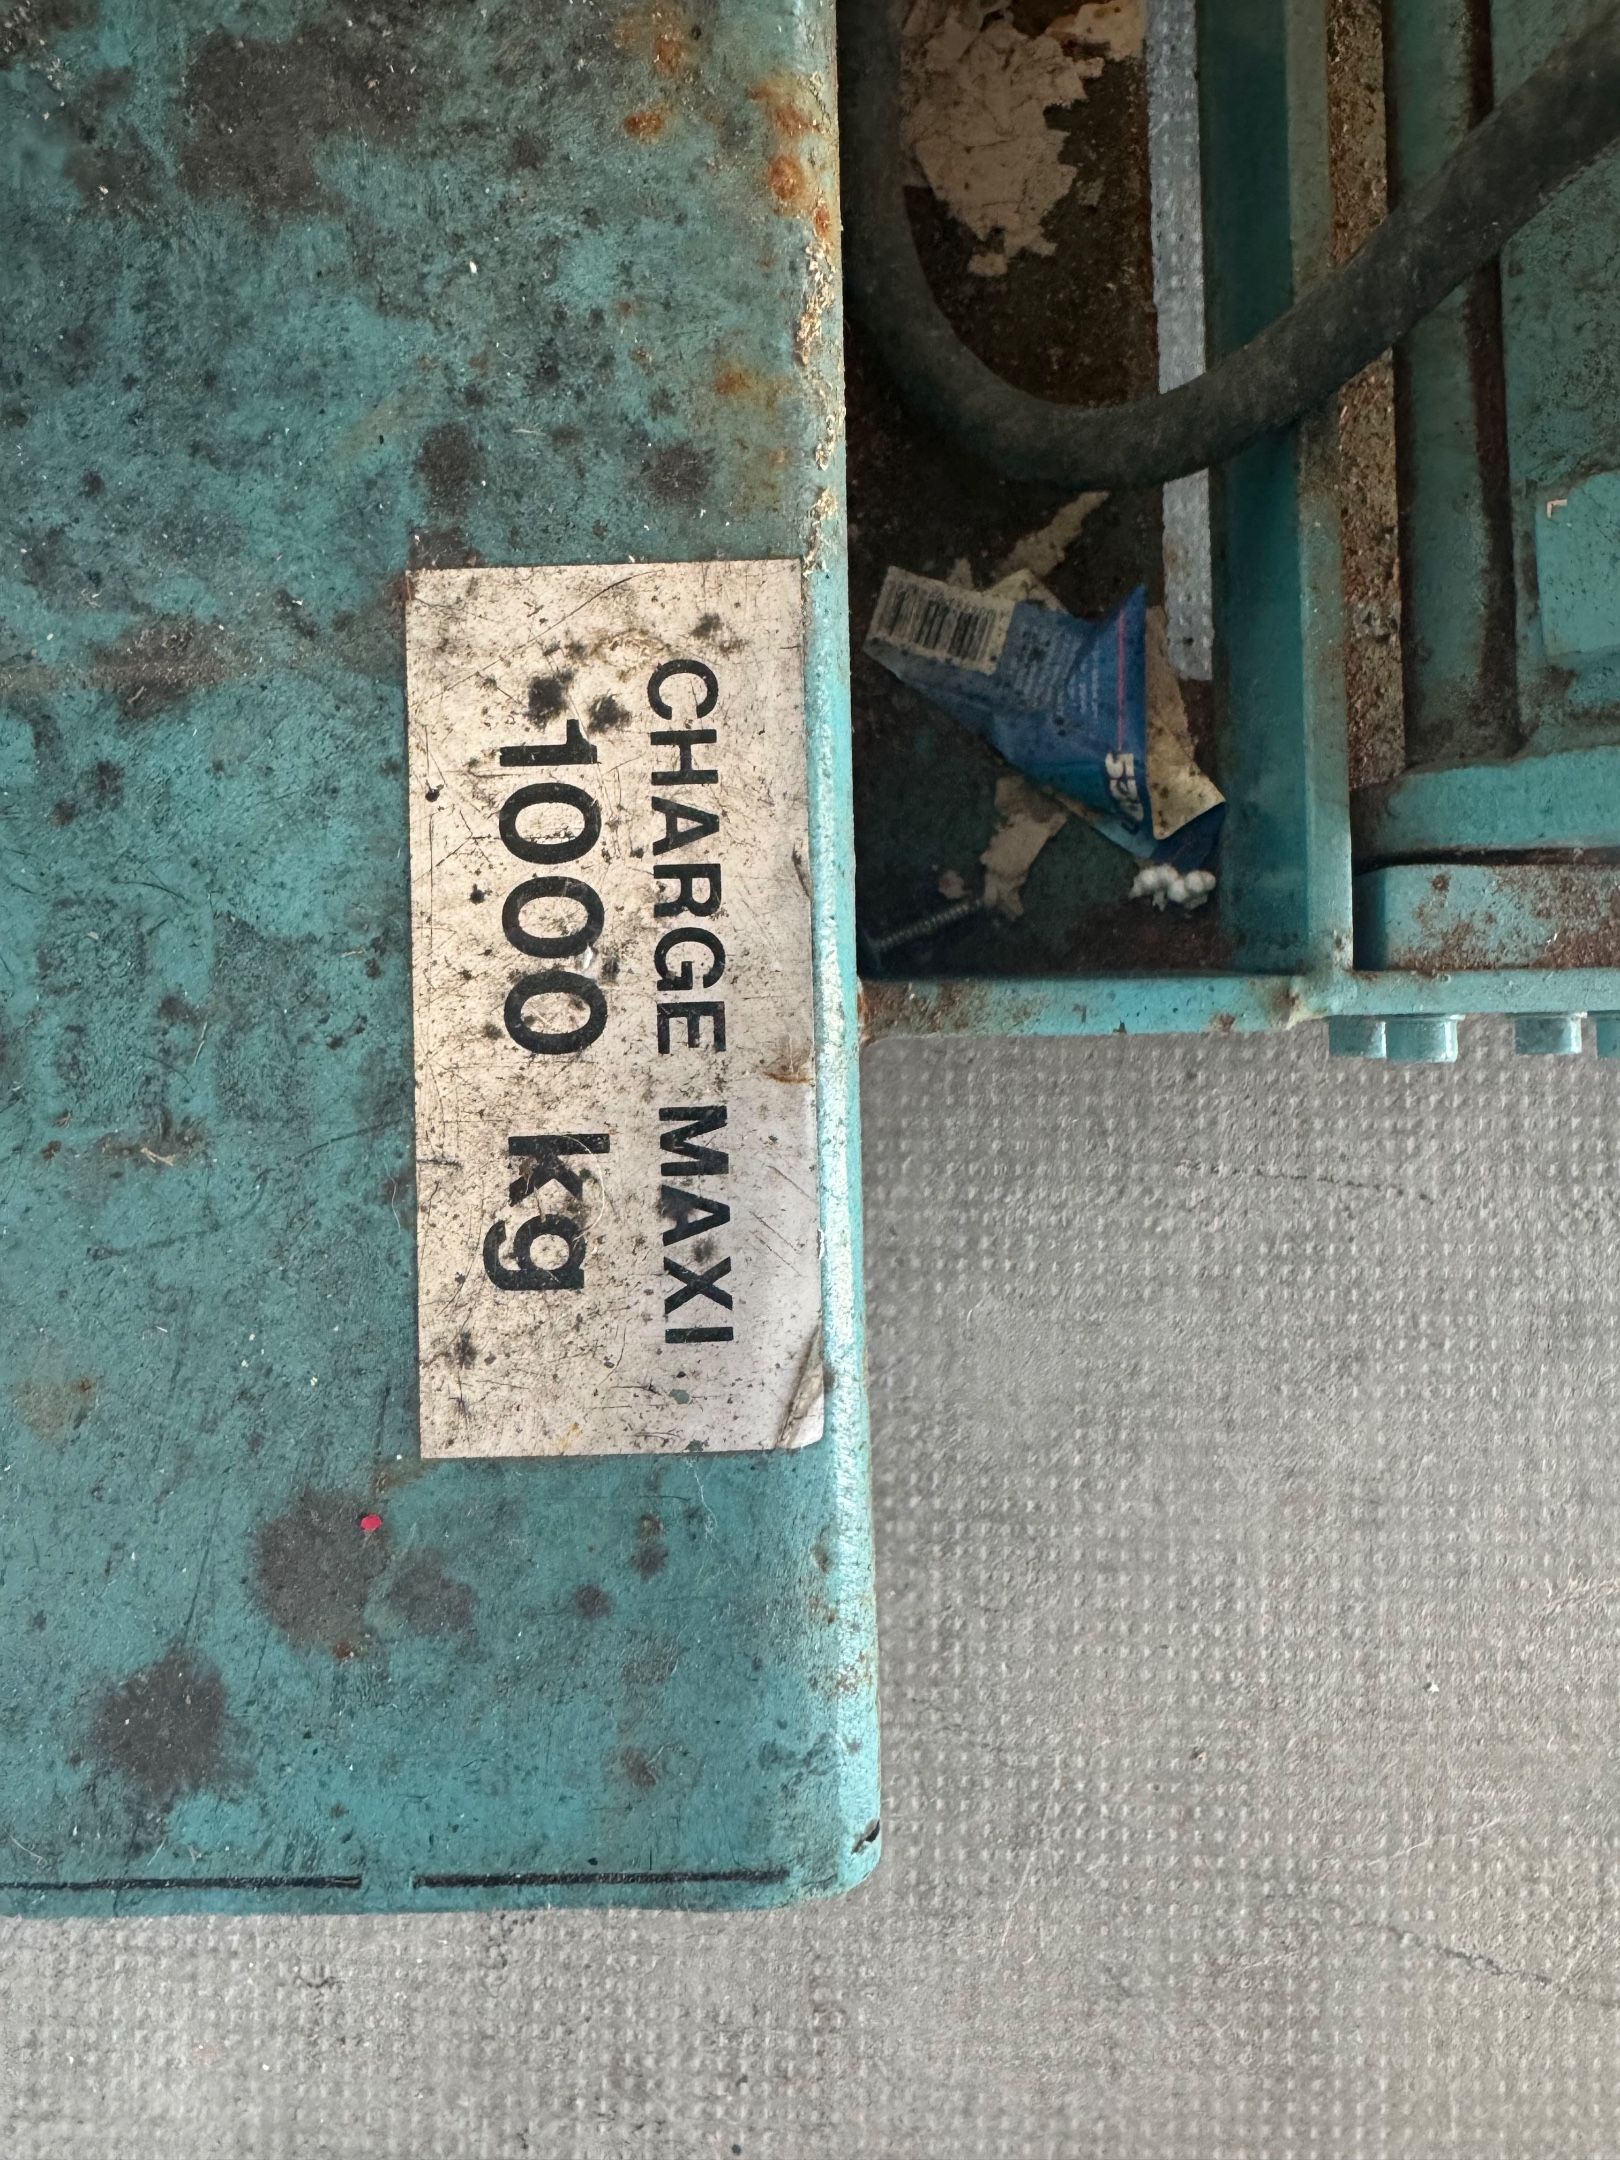 CHARGE MAXI
1000 kg